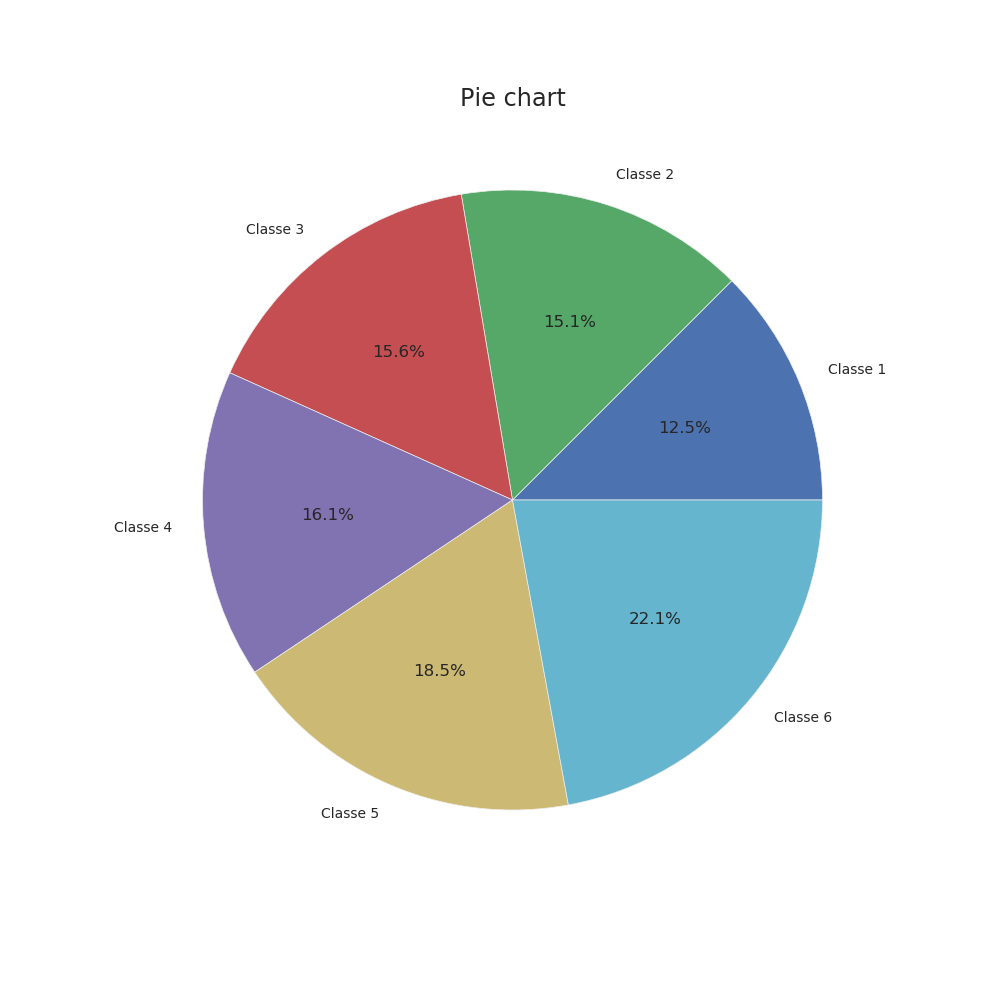 Pie chart
Classe 2
Classe 3
15.1%
15.6%
Classe 1
12.5%
16.1%
Classe 4
22.1%
18.5%
Classe 6
Classe 5